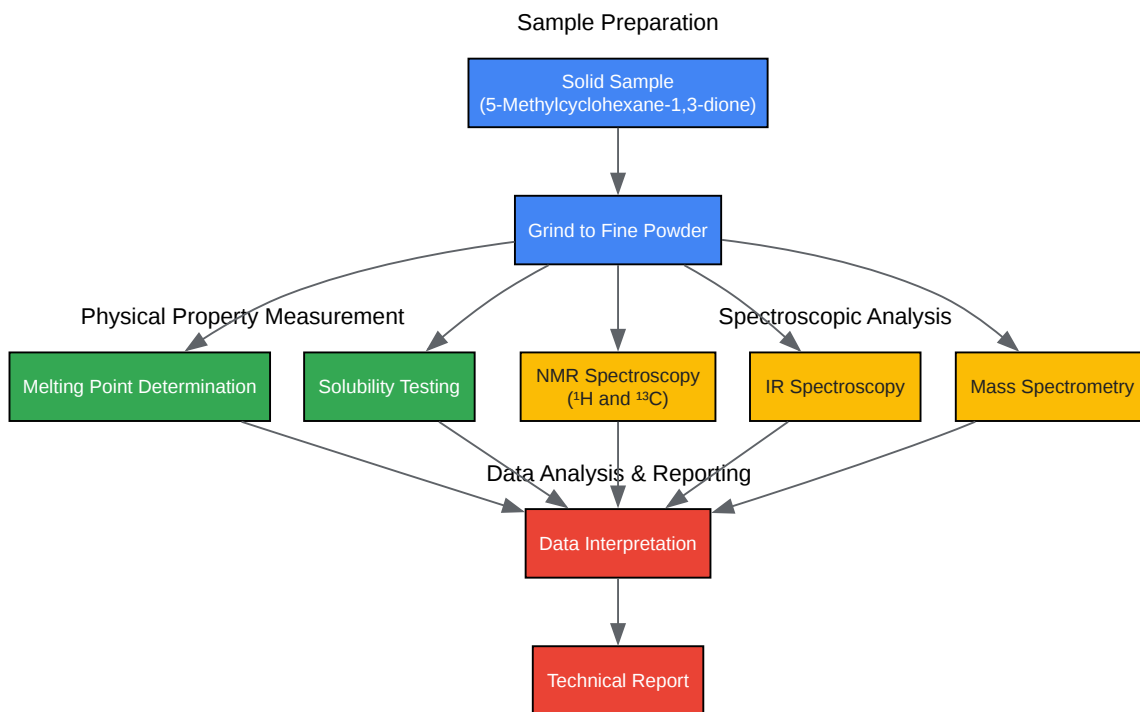 Sample Preparation
Solid Sample
(5-Methylcyclohexane-1,3-dione)
Grind to Fine Powder
Physical Property Measurement
Spectroscopic Analysis
Melting Point Determination
Solubility Testing
NMR Spectroscopy
(¹H and ¹³C)
IR Spectroscopy
Mass Spectrometry
Data Analysis & Reporting
Data Interpretation
Technical Report